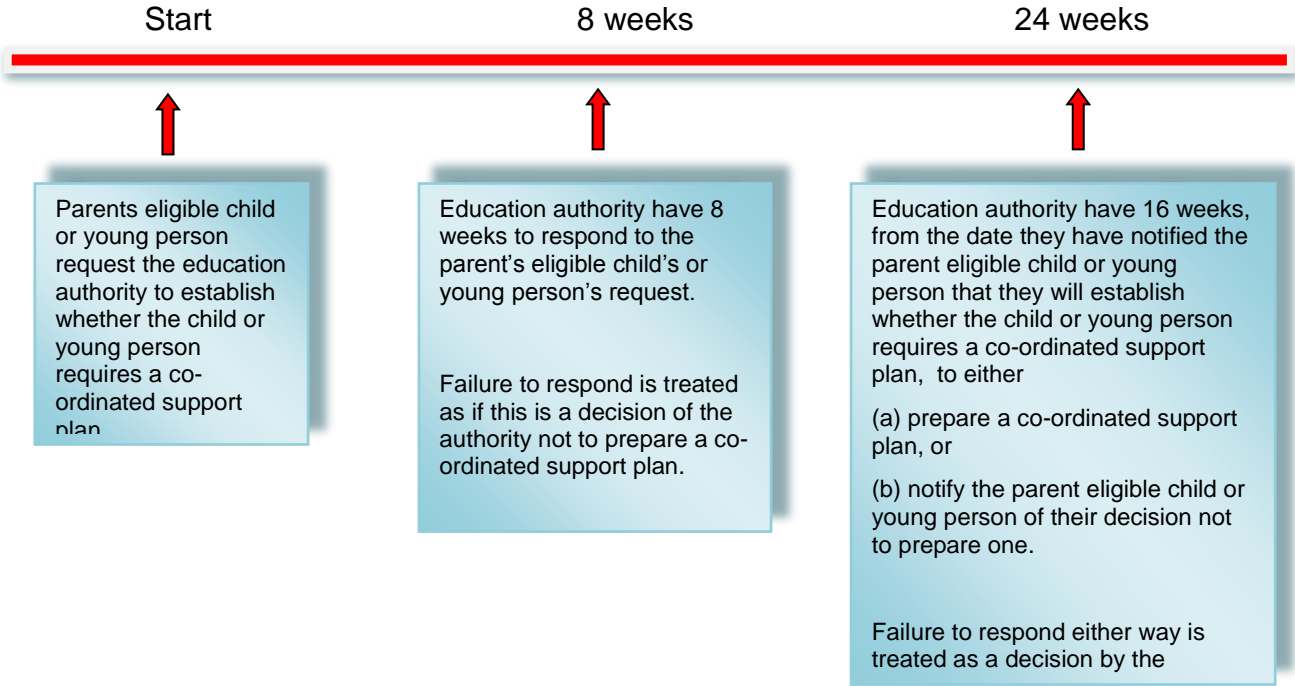 Start
8 weeks
24 weeks
Parents eligible child
or young person
request the education
authority to establish
whether the child or
young person
requires a co-
ordinated support
plan
Education authority have 8
weeks to respond to the
parent’s eligible child’s or
young person’s request.
Failure to respond is treated
as if this is a decision of the
authority not to prepare a co-
ordinated support plan.
Education authority have 16 weeks,
from the date they have notified the
parent eligible child or young
person that they will establish
whether the child or young person
requires a co-ordinated support
plan, to either
(a) prepare a co-ordinated support
plan, or
(b) notify the parent eligible child or
young person of their decision not
to prepare one.
Failure to respond either way is
treated as a decision by the